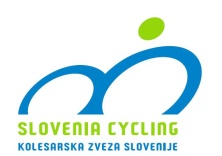 SLOVENIA CYCLING
KOLESARSKA ZVEZA SLOVENIJE